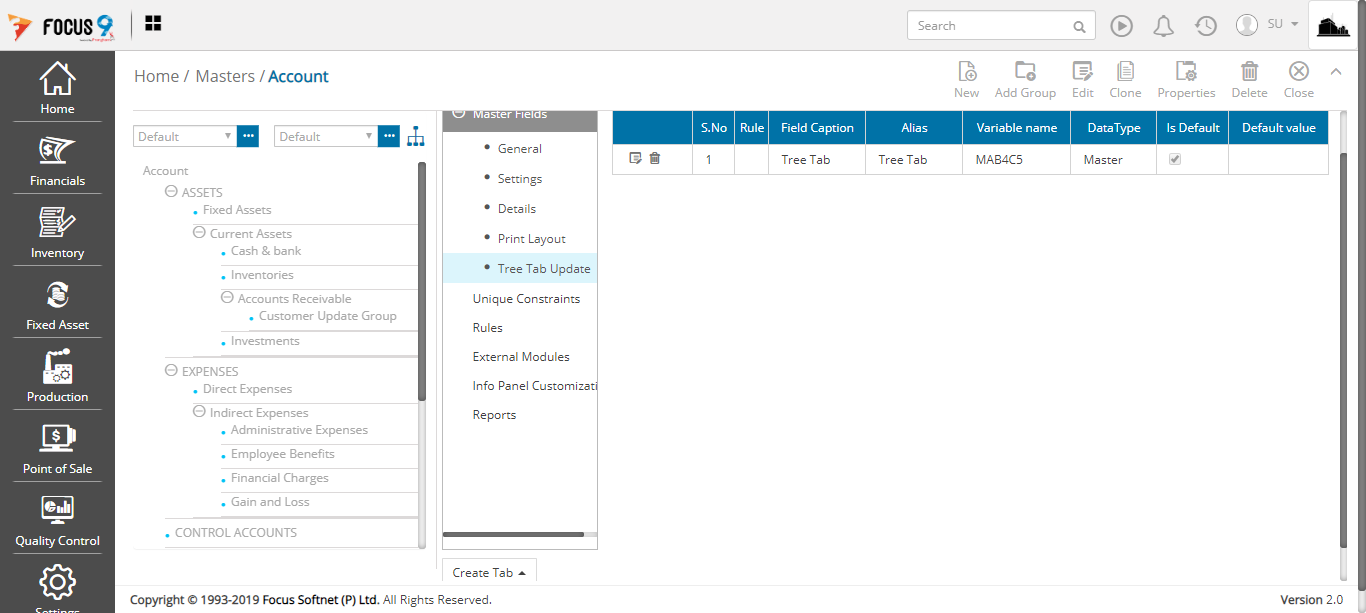 FOCUS 9
Search
SU
Home / Masters / Account
New Add Group Edit Clone Properties Delete Close
Home
Financials
Inventory
Fixed Asset
Production
Point of Sale
Quality Control
Settings
Default
Default
Account
ASSETS
Fixed Assets
Current Assets
Cash & bank
Inventories
Accounts Receivable
Customer Update Group
Investments
EXPENSES
Direct Expenses
Indirect Expenses
Administrative Expenses
Employee Benefits
Financial Charges
Gain and Loss
CONTROL ACCOUNTS
Master Fields
General
Settings
Details
Print Layout
Tree Tab Update
Unique Constraints
Rules
External Modules
Info Panel Customizati
Reports
Create Tab
S.No Rule Field Caption Alias Variable name DataType Is Default Default value
1 Tree Tab Tree Tab MAB4C5 Master
Copyright © 1993-2019 Focus Softnet (P) Ltd. All Rights Reserved.
Version 2.0